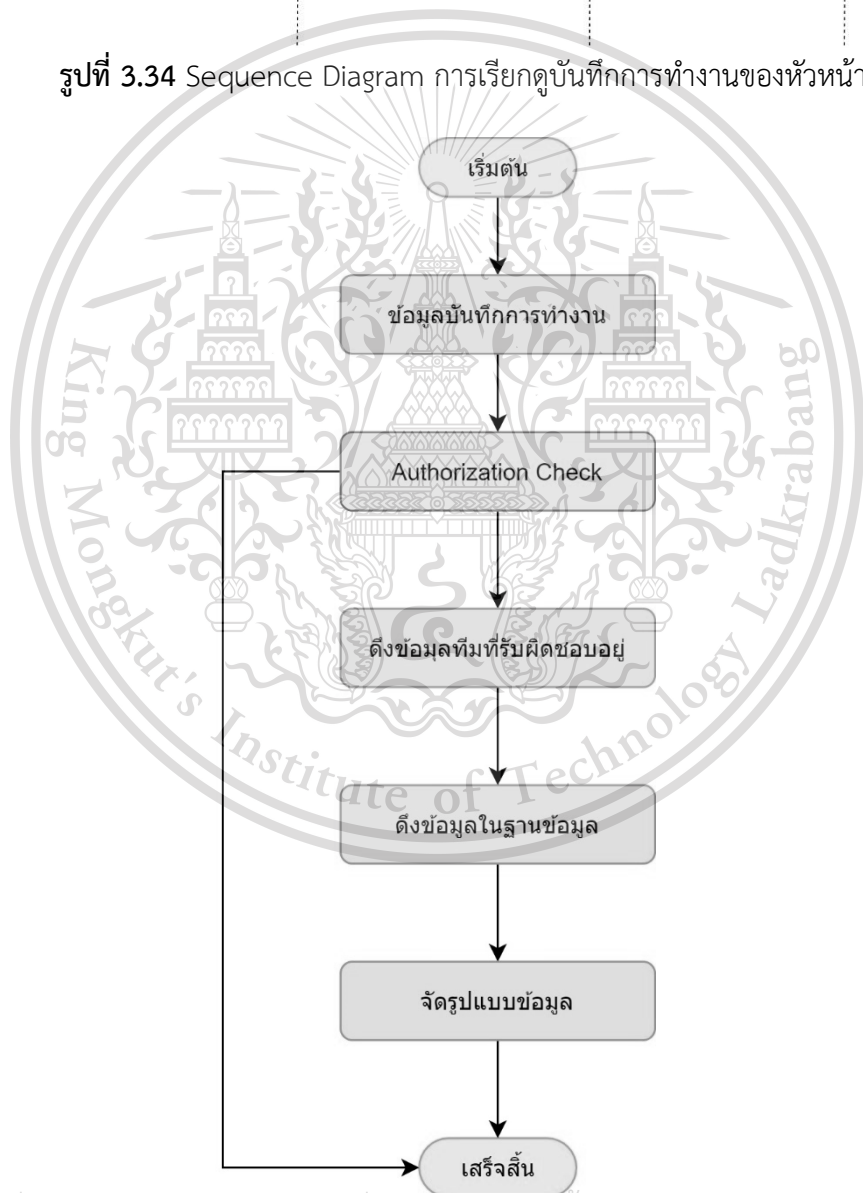 รูปที่ 3.34 Sequence Diagram การเรียกดูบันทึกการทำงานของหัวหน้า
เริ่มต้น
ข้อมูลบันทึกการทำงาน
Authorization Check
ดึงข้อมุลทีมที่รับผิดชอบอยู่
ดึงข้อมูลในฐานข้อมูล
จัดรูปแบบข้อมูล
เสร็จสิ้น
King Mongkut's Institute of Technology Ladkrabang